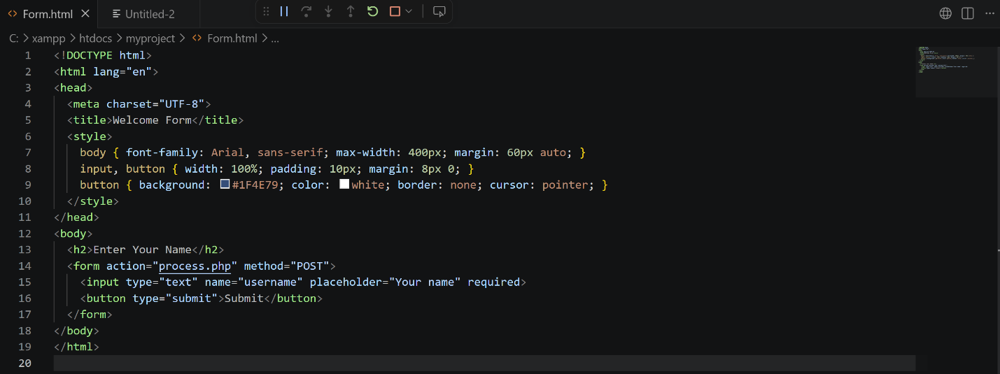 Form.html
Untitled-2
C: > xampp > htdocs > myproject > <> Form.html > ...
1 <!DOCTYPE html>
2 <html lang="en">
3 <head>
4 <meta charset="UTF-8">
5 <title>Welcome Form</title>
6 <style>
7 body { font-family: Arial, sans-serif; max-width: 400px; margin: 60px auto; }
8 input, button { width: 100%; padding: 10px; margin: 8px 0; }
9 button { background: #1F4E79; color: white; border: none; cursor: pointer; }
10 </style>
11 </head>
12 <body>
13 <h2>Enter Your Name</h2>
14 <form action="process.php" method="POST">
15 <input type="text" name="username" placeholder="Your name" required>
16 <button type="submit">Submit</button>
17 </form>
18 </body>
19 </html>
20